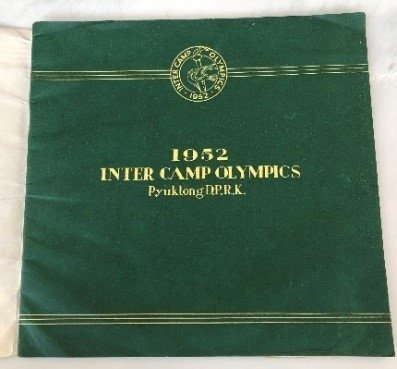 INTER CAMP OLYMPICS
· 1952 ·
1952
INTER CAMP OLYMPICS
Pyuktong D.P.R.K.